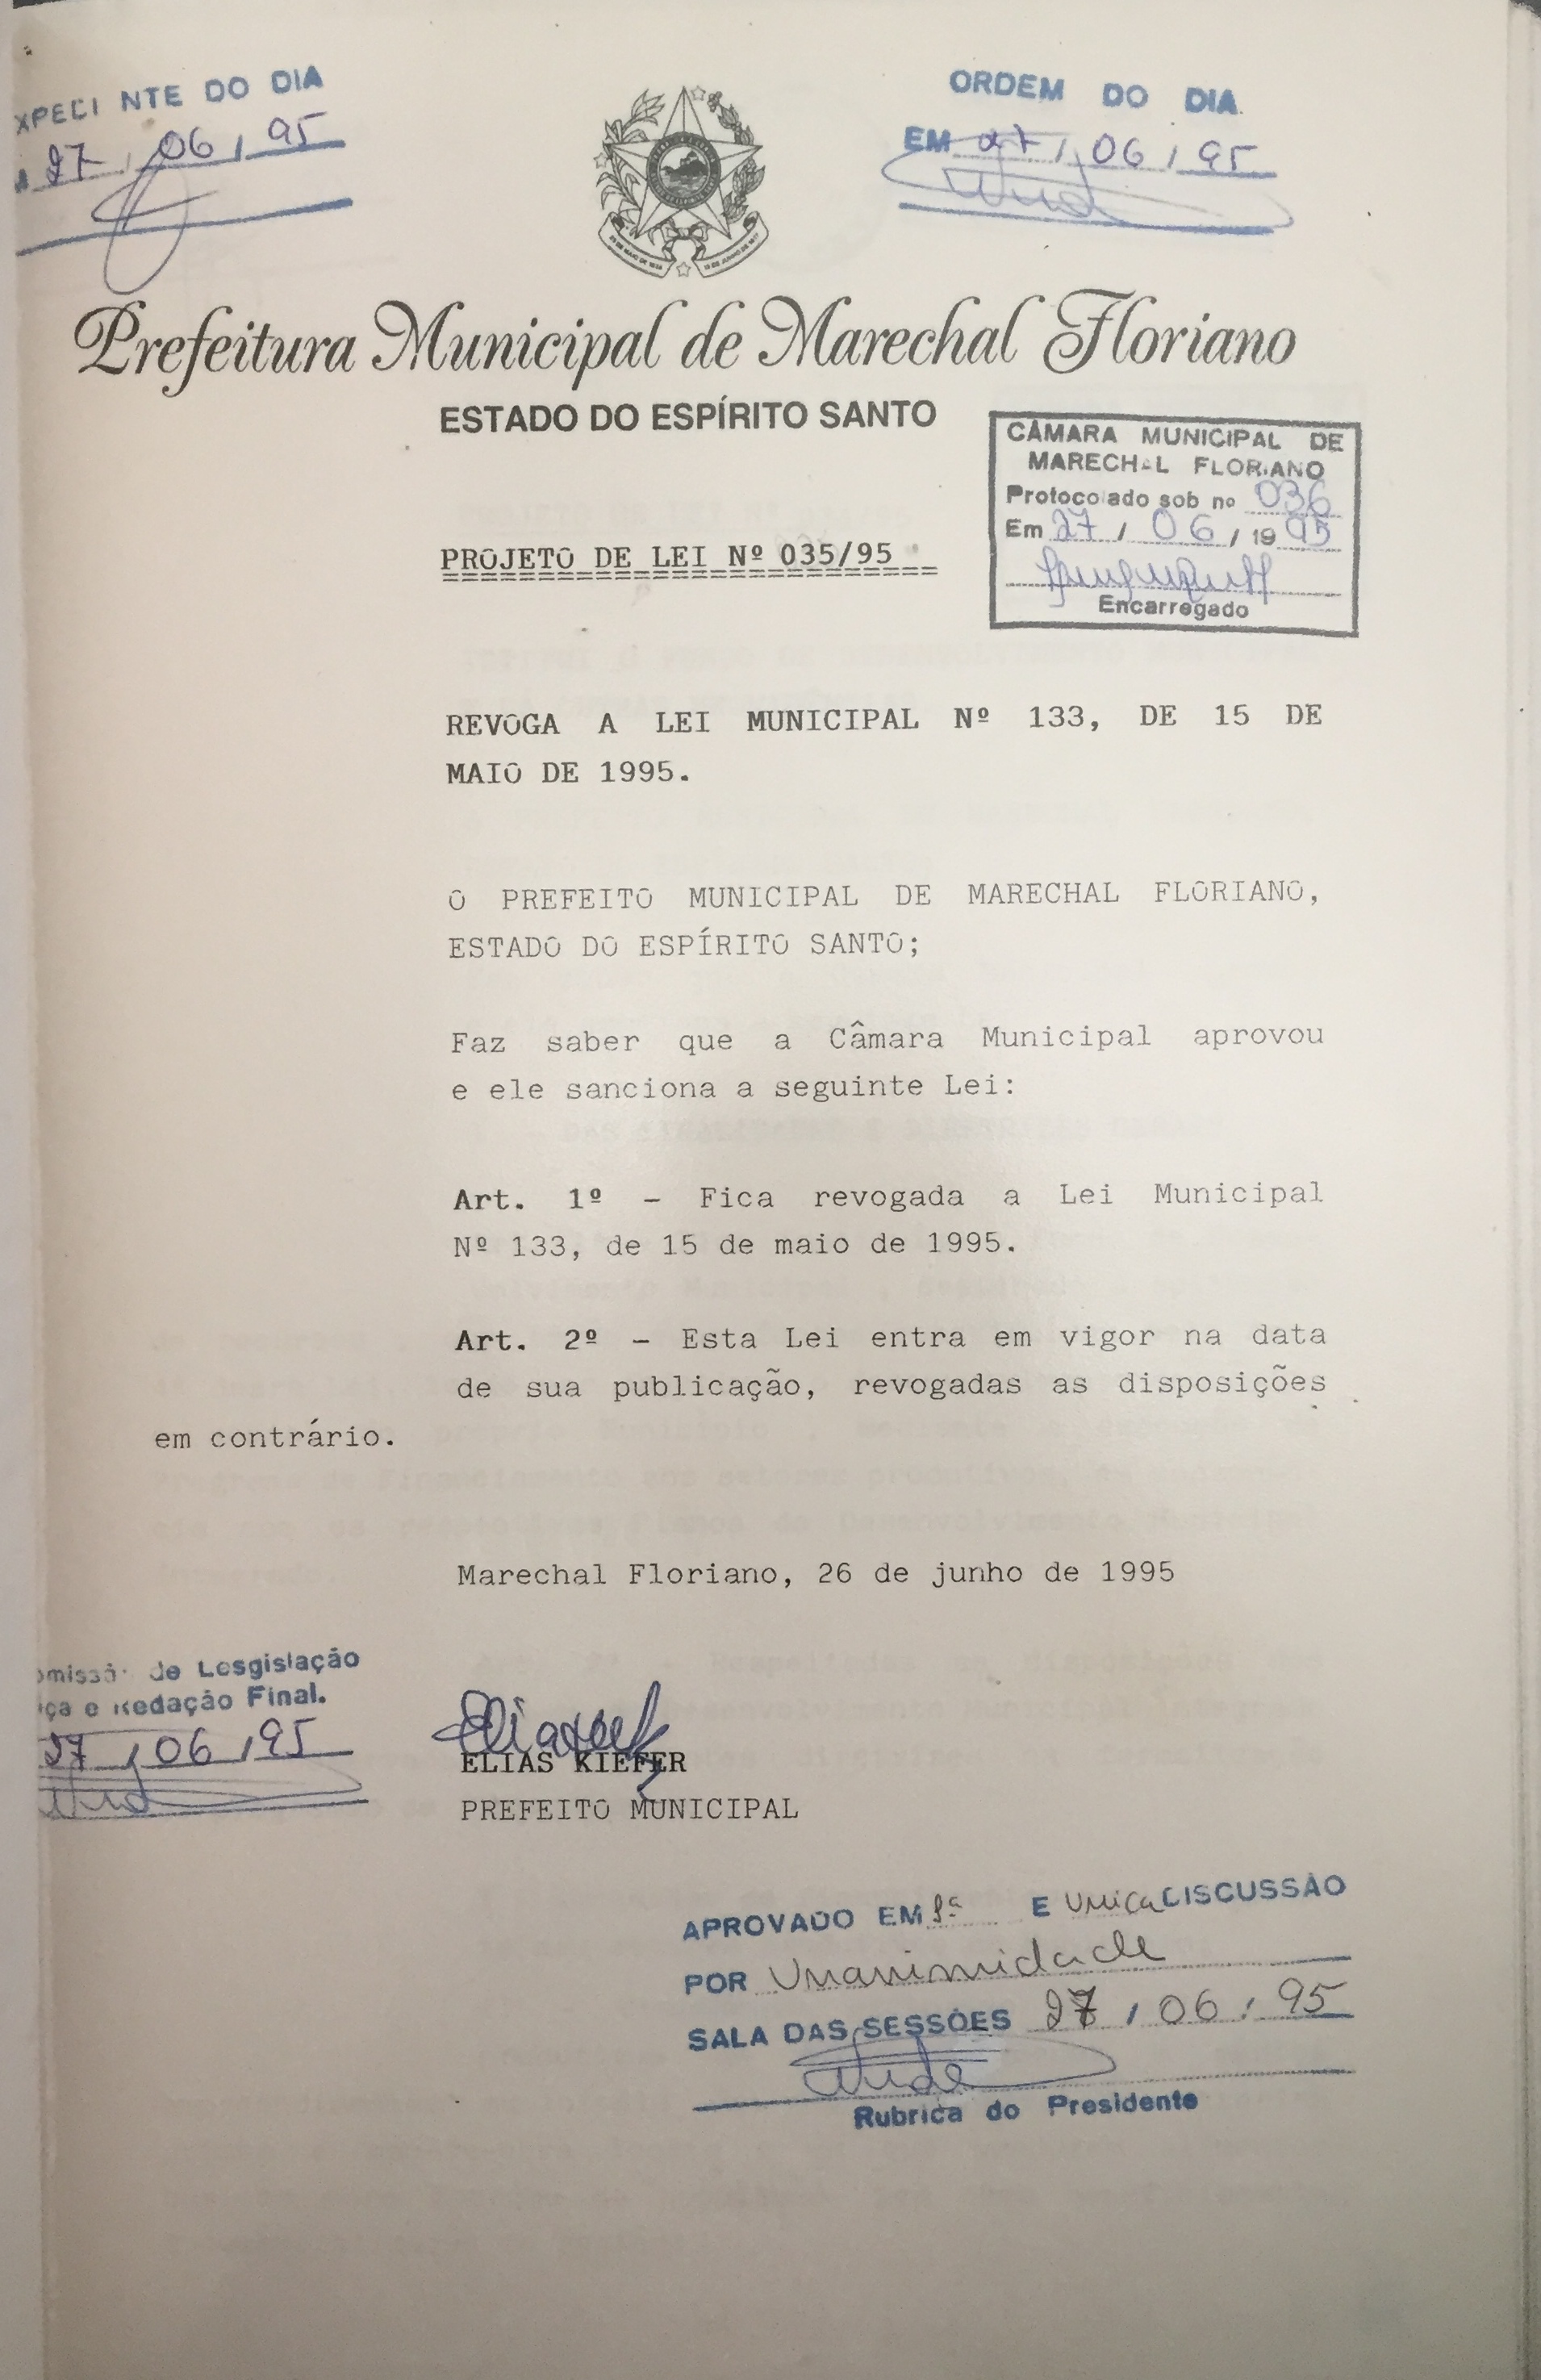 XPEDI NTE DO DIA
27 / 06 / 95
ORDEM DO DIA
EM 27 / 06 / 95
Prefeitura Municipal de Marechal Floriano
ESTADO DO ESPÍRITO SANTO
CÂMARA MUNICIPAL DE
MARECHAL FLORIANO
Protocolado sob nº 036
Em 27 / 06 / 1995
Encarregado
PROJETO DE LEI Nº 035/95
REVOGA A LEI MUNICIPAL Nº 133, DE 15 DE
MAIO DE 1995.
O PREFEITO MUNICIPAL DE MARECHAL FLORIANO,
ESTADO DO ESPÍRITO SANTO;
Faz saber que a Câmara Municipal aprovou
e ele sanciona a seguinte Lei:
Art. 1º - Fica revogada a Lei Municipal
Nº 133, de 15 de maio de 1995.
Art. 2º - Esta Lei entra em vigor na data
de sua publicação, revogadas as disposições
em contrário.
Marechal Floriano, 26 de junho de 1995
omissã de Lesgislação
iça e Redação Final.
27 / 06 / 95
ELIAS KIEFER
PREFEITO MUNICIPAL
APROVADO EM 1ª E Unica DISCUSSÃO
POR Unanimidade
SALA DAS SESSÕES 27 / 06 / 95
Rubrica do Presidente